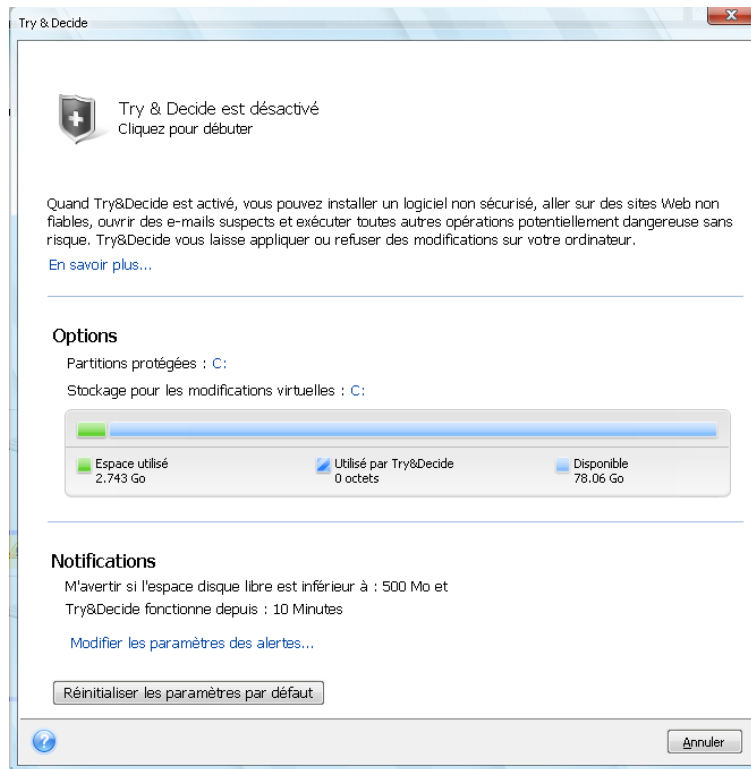 Try & Decide
Try & Decide est désactivé
Cliquez pour débuter
Quand Try&Decide est activé, vous pouvez installer un logiciel non sécurisé, aller sur des sites Web non
fiables, ouvrir des e-mails suspects et exécuter toutes autres opérations potentiellement dangereuse sans
risque. Try&Decide vous laisse appliquer ou refuser des modifications sur votre ordinateur.
En savoir plus...
Options
Partitions protégées : C:
Stockage pour les modifications virtuelles : C:
Espace utilisé
2.743 Go
Utilisé par Try&Decide
0 octets
Disponible
78.06 Go
Notifications
M'avertir si l'espace disque libre est inférieur à : 500 Mo et
Try&Decide fonctionne depuis : 10 Minutes
Modifier les paramètres des alertes...
Réinitialiser les paramètres par défaut
Annuler